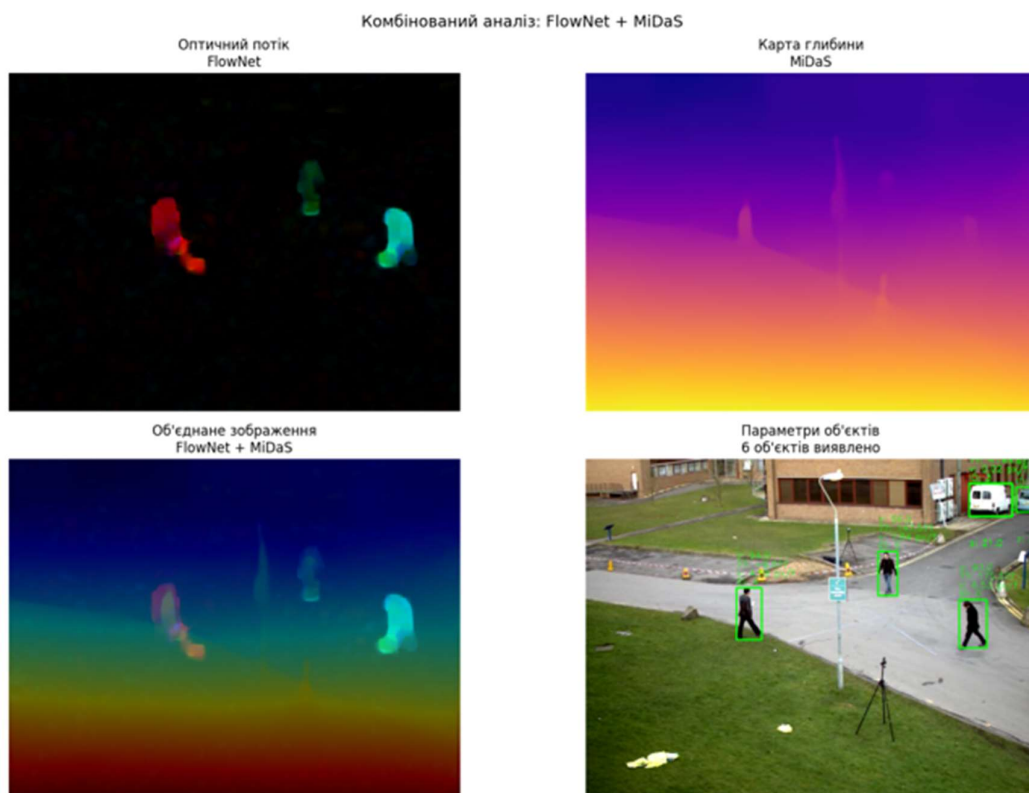 Комбінований аналіз: FlowNet + MiDaS
Оптичний потік
FlowNet
Карта глибини
MiDaS
Об'єднане зображення
FlowNet + MiDaS
Параметри об'єктів
6 об'єктів виявлено